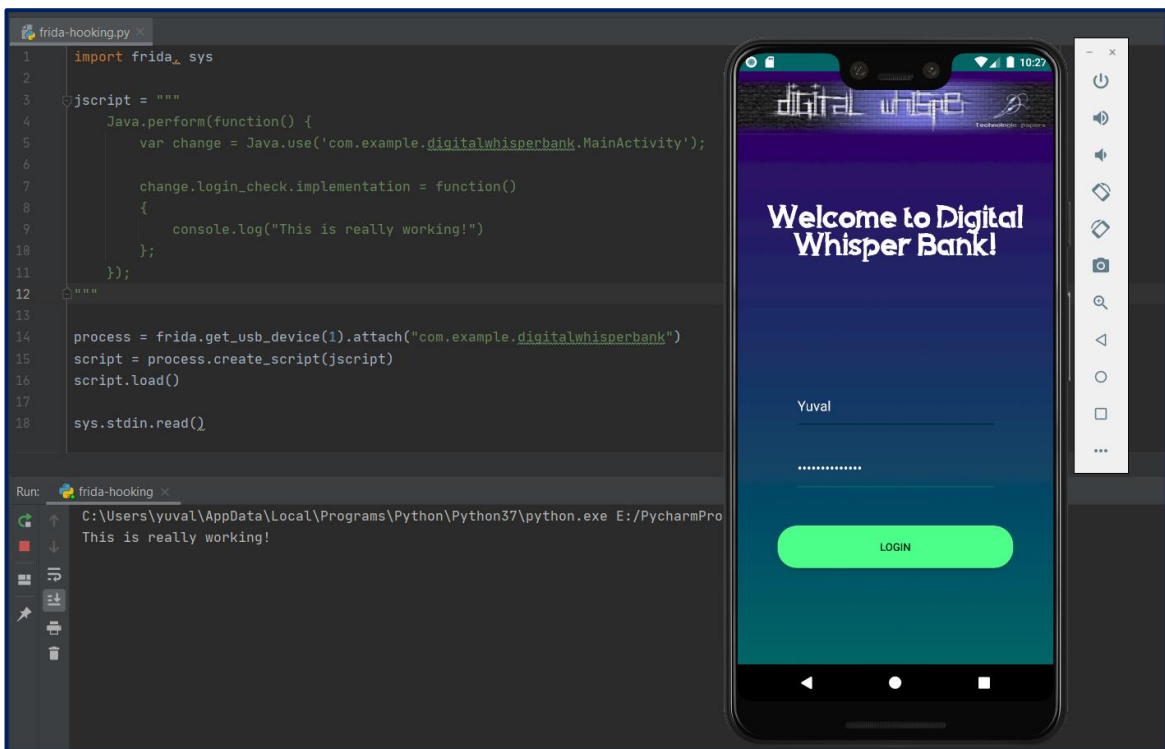 frida-hooking.py
1 import frida, sys
2
3 jscript = """
4 Java.perform(function() {
5 var change = Java.use('com.example.digitalwhisperbank.MainActivity');
6
7 change.login_check.implementation = function()
8 {
9 console.log("This is really working!")
10 };
11 });
12 """
13
14 process = frida.get_usb_device(1).attach("com.example.digitalwhisperbank")
15 script = process.create_script(jscript)
16 script.load()
17
18 sys.stdin.read()
Run: frida-hooking
C:\Users\yuval\AppData\Local\Programs\Python\Python37\python.exe E:/PycharmPro
This is really working!
10:27
digital whisper
Technologic papers
Welcome to Digital
Whisper Bank!
Yuval
••••••••••••••
LOGIN